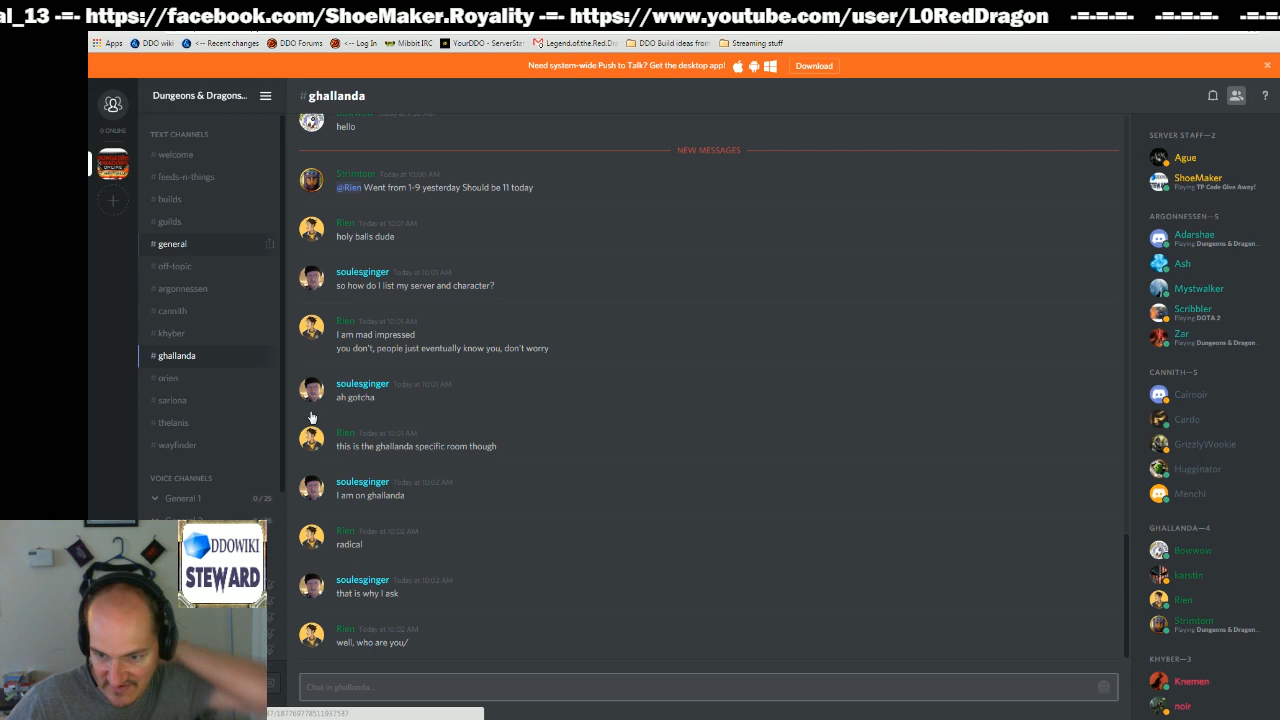 al_13 -=- https://facebook.com/ShoeMaker.Royality -=- https://www.youtube.com/user/L0RedDragon -=-=-=- -=-=-=- -=-=
Apps DDO wiki <-- Recent changes DDO Forums <-- Log In Mibbit IRC YourDDO - ServerStat Legend.of.the.Red.Dra DDO Build ideas from Streaming stuff
Need system-wide Push to Talk? Get the desktop app! Download
Dungeons & Dragons...
# ghallanda
0 ONLINE
TEXT CHANNELS
# welcome
# feeds-n-things
# builds
# guilds
# general
# off-topic
# argonnessen
# cannith
# khyber
# ghallanda
# orien
# sarlona
# thelanis
# wayfinder
VOICE CHANNELS
General 1 0 / 25
DDOWIKI
STEWARD
hello
NEW MESSAGES
Strimtom Today at 10:00 AM
@Rien Went from 1-9 yesterday Should be 11 today
Rien Today at 10:01 AM
holy balls dude
soulesginger Today at 10:01 AM
so how do I list my server and character?
Rien Today at 10:01 AM
I am mad impressed
you don't, people just eventually know you, don't worry
soulesginger Today at 10:01 AM
ah gotcha
Rien Today at 10:01 AM
this is the ghallanda specific room though
soulesginger Today at 10:02 AM
I am on ghallanda
Rien Today at 10:02 AM
radical
soulesginger Today at 10:02 AM
that is why I ask
Rien Today at 10:02 AM
well, who are you/
Chat in ghallanda...
SERVER STAFF—2
Ague
ShoeMaker
Playing TP Code Give Away!
ARGONNESSEN—5
Adarshae
Playing Dungeons & Dragon...
Ash
Mystwalker
Scribbler
Playing DOTA 2
Zar
Playing Dungeons & Dragon...
CANNITH—5
Cairnoir
Cardo
GrizzlyWookie
Hugginator
Menchi
GHALLANDA—4
Bowwow
karstin
Rien
Strimtom
Playing Dungeons & Dragon...
KHYBER—3
Knemen
noir